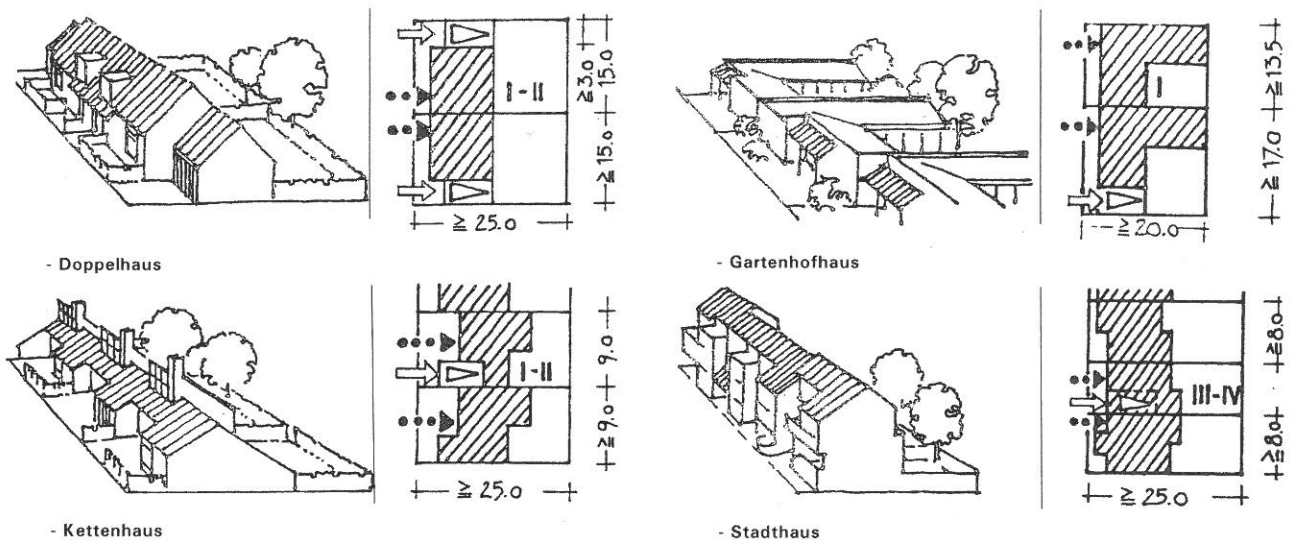 I-II
≧3.0
15.0
≧15.0
≧ 25.0
- Doppelhaus
I
≧13.5
≧17.0
≧20.0
- Gartenhofhaus
I-II
9.0
≧9.0
≧ 25.0
- Kettenhaus
III-IV
≧8.0
≧8.0
≧ 25.0
- Stadthaus